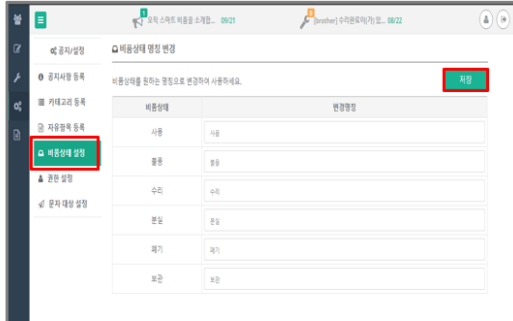 1 오직 스마트 비품을 소개합... 09/21
[brother] 수리완료여(가) 있... 08/22
공지/설정
공지사항 등록
카테고리 등록
자유항목 등록
비품상태 설정
권한 설정
문자 대상 설정
비품상태 명칭 변경
비품상태를 원하는 명칭으로 변경하여 사용하세요.
저장
비품상태 변경명칭
사용 사용
불용 불용
수리 수리
분실 분실
폐기 폐기
보관 보관